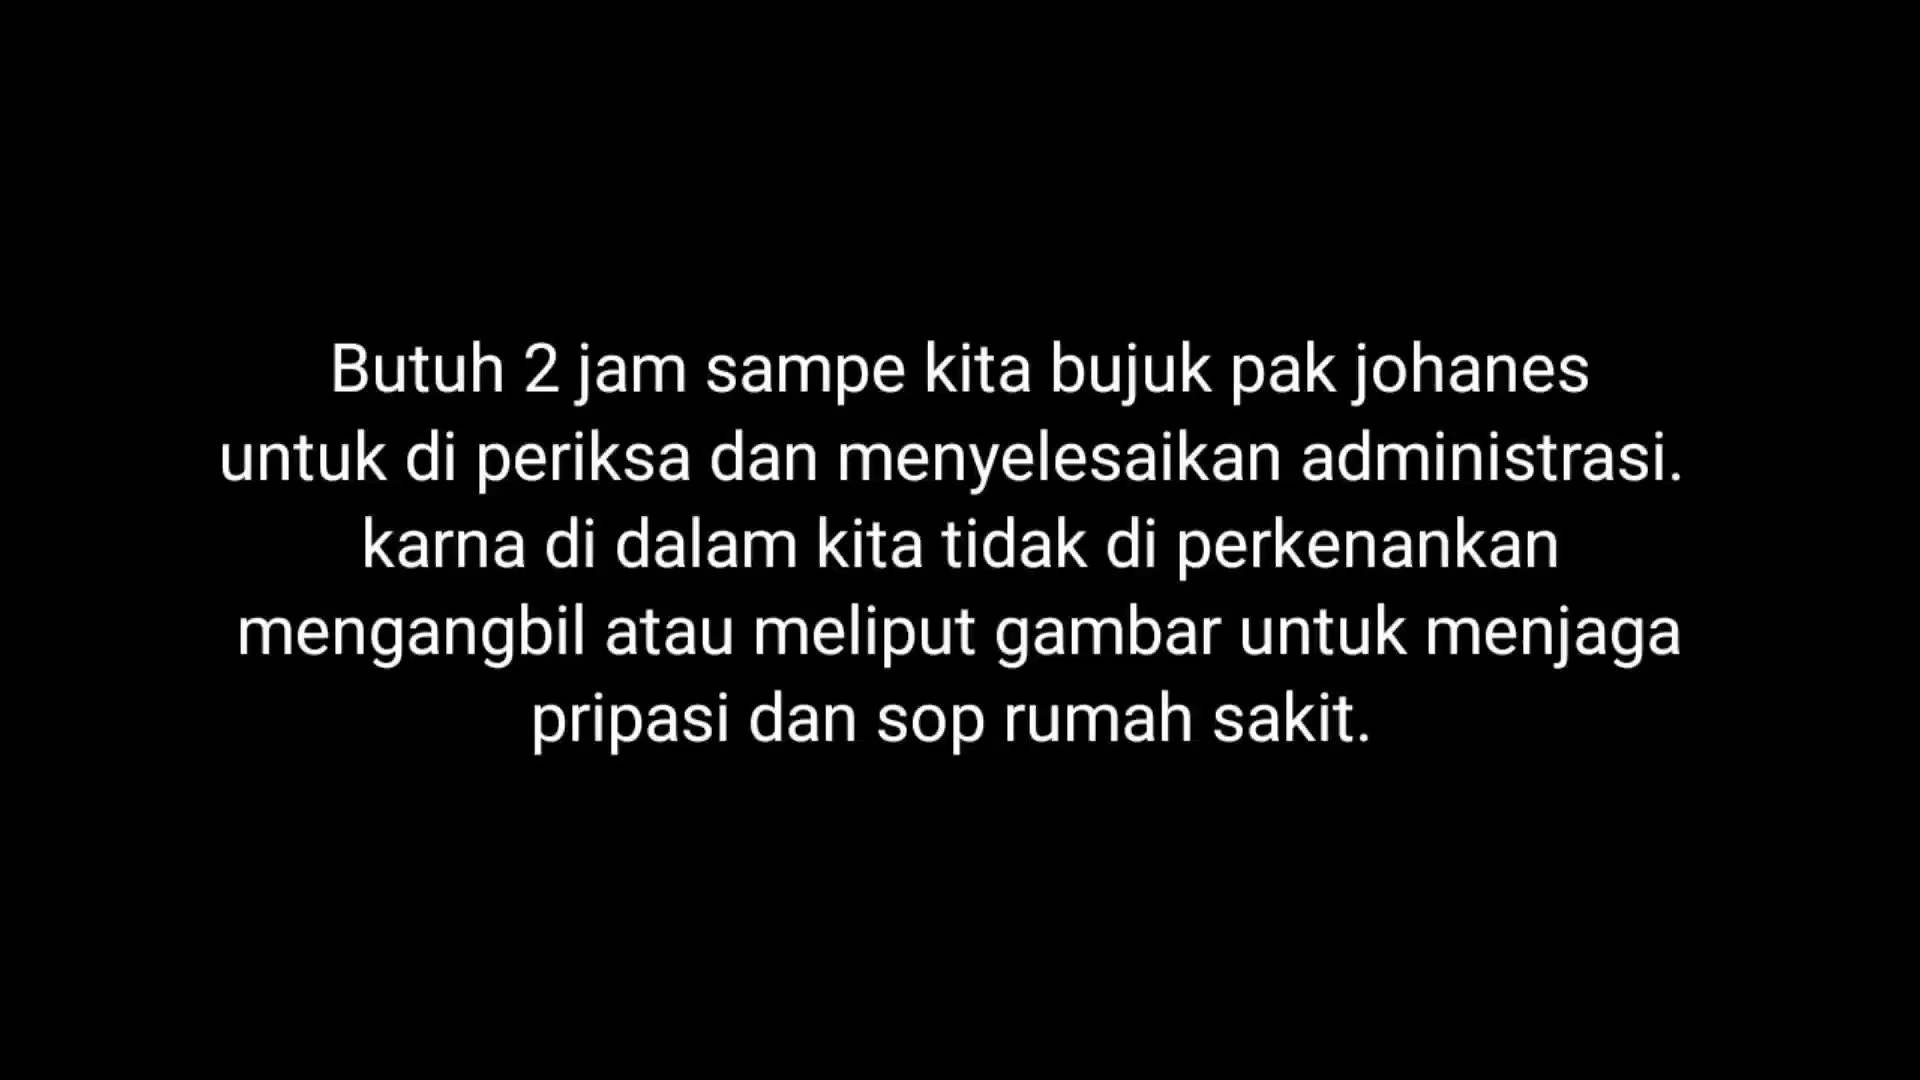 Butuh 2 jam sampe kita bujuk pak johanes
untuk di periksa dan menyelesaikan administrasi.
karna di dalam kita tidak di perkenankan
mengangbil atau meliput gambar untuk menjaga
pripasi dan sop rumah sakit.